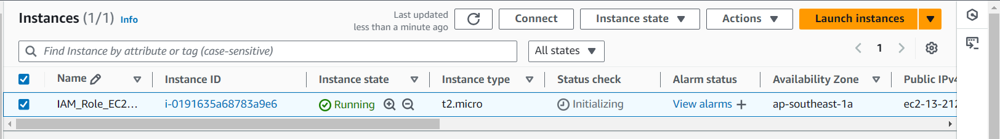 Instances (1/1) Info
Last updated
less than a minute ago
Connect
Instance state
Actions
Launch instances
Find Instance by attribute or tag (case-sensitive)
All states
1
Name Instance ID Instance state Instance type Status check Alarm status Availability Zone Public IPv4
IAM_Role_EC2... i-0191635a68783a9e6 Running t2.micro Initializing View alarms + ap-southeast-1a ec2-13-212